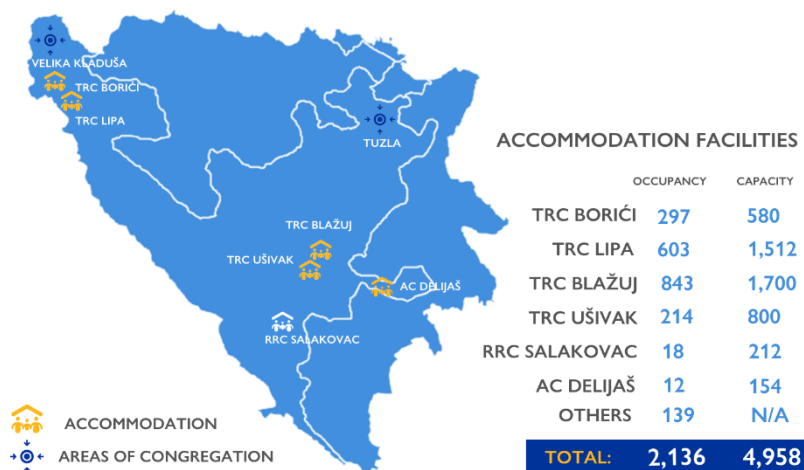 VELIKA KLADUŠA
TRC BORIĆI
TRC LIPA
TUZLA
TRC BLAŽUJ
TRC UŠIVAK
AC DELIJAŠ
RRC SALAKOVAC
ACCOMMODATION
AREAS OF CONGREGATION
ACCOMMODATION FACILITIES
OCCUPANCY CAPACITY
TRC BORIĆI 297 580
TRC LIPA 603 1,512
TRC BLAŽUJ 843 1,700
TRC UŠIVAK 214 800
RRC SALAKOVAC 18 212
AC DELIJAŠ 12 154
OTHERS 139 N/A
TOTAL: 2,136 4,958